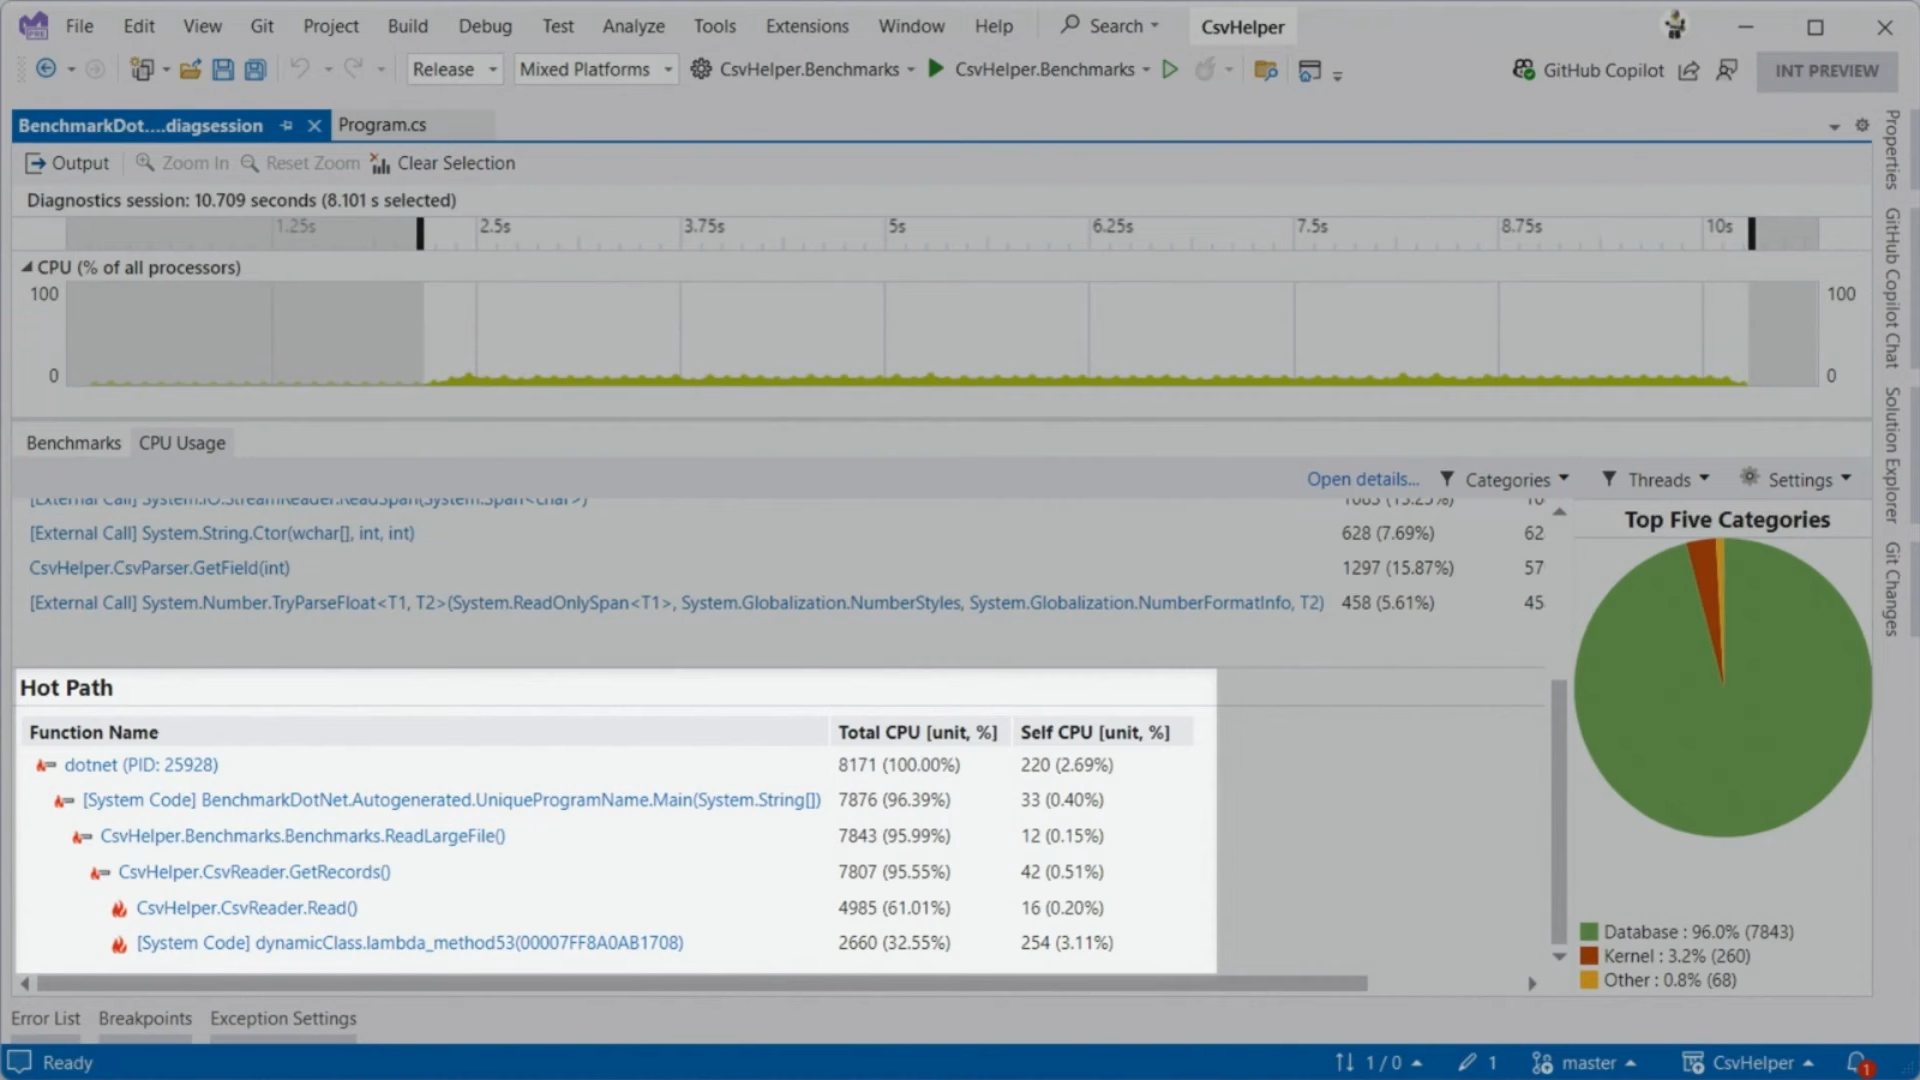 File Edit View Git Project Build Debug Test Analyze Tools Extensions Window Help Search CsvHelper
Release Mixed Platforms CsvHelper.Benchmarks CsvHelper.Benchmarks GitHub Copilot INT PREVIEW
BenchmarkDot....diagsession Program.cs
Output Zoom In Reset Zoom Clear Selection
Diagnostics session: 10.709 seconds (8.101 s selected)
1.25s 2.5s 3.75s 5s 6.25s 7.5s 8.75s 10s
CPU (% of all processors)
100 100
0 0
Benchmarks CPU Usage
Open details... Categories Threads Settings
[External Call] System.IO.StreamReader.ReadSpan(System.Span<char>)
[External Call] System.String.Ctor(wchar[], int, int) 628 (7.69%) 62
CsvHelper.CsvParser.GetField(int) 1297 (15.87%) 57
[External Call] System.Number.TryParseFloat<T1, T2>(System.ReadOnlySpan<T1>, System.Globalization.NumberStyles, System.Globalization.NumberFormatInfo, T2) 458 (5.61%) 45
Hot Path
Function Name Total CPU [unit, %] Self CPU [unit, %]
dotnet (PID: 25928) 8171 (100.00%) 220 (2.69%)
[System Code] BenchmarkDotNet.Autogenerated.UniqueProgramName.Main(System.String[]) 7876 (96.39%) 33 (0.40%)
CsvHelper.Benchmarks.Benchmarks.ReadLargeFile() 7843 (95.99%) 12 (0.15%)
CsvHelper.CsvReader.GetRecords() 7807 (95.55%) 42 (0.51%)
CsvHelper.CsvReader.Read() 4985 (61.01%) 16 (0.20%)
[System Code] dynamicClass.lambda_method53(00007FF8A0AB1708) 2660 (32.55%) 254 (3.11%)
Top Five Categories
Database : 96.0% (7843)
Kernel : 3.2% (260)
Other : 0.8% (68)
Properties
GitHub Copilot Chat
Solution Explorer
Git Changes
Error List Breakpoints Exception Settings
Ready 1 / 0 1 master CsvHelper 1